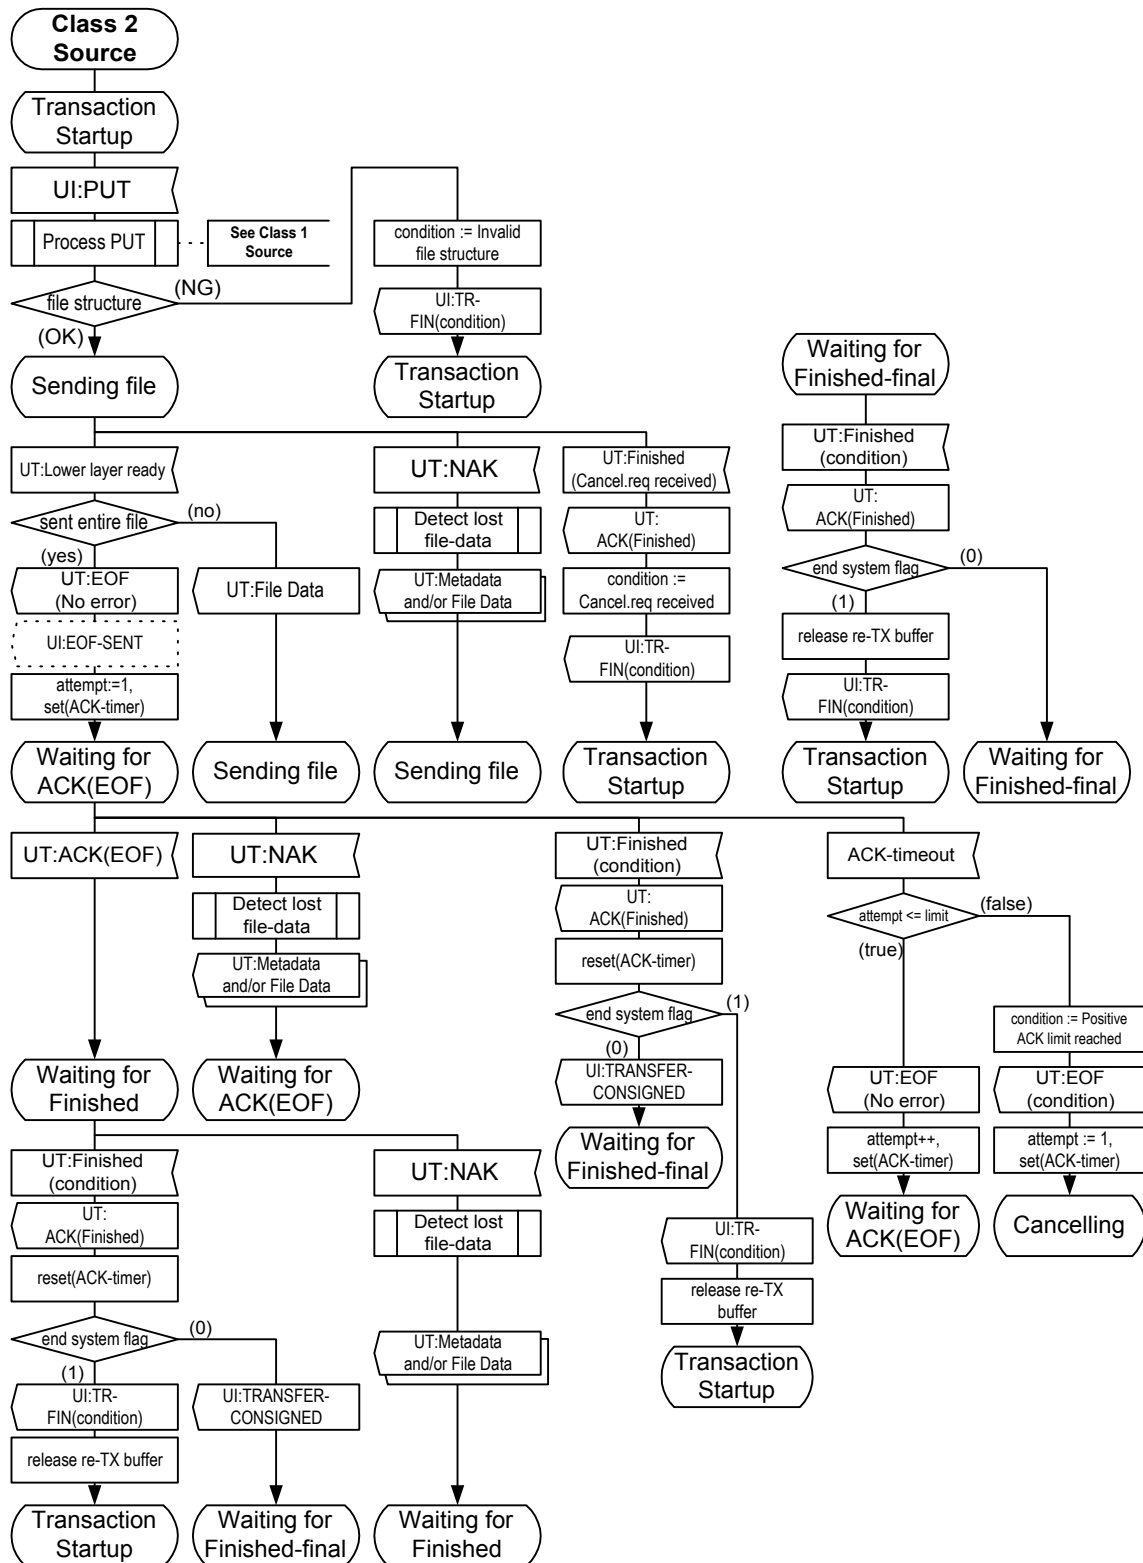 Class 2
Source
Transaction
Startup
UI:PUT
Process PUT
See Class 1
Source
file structure
(NG)
(OK)
condition := Invalid
file structure
UI:TR-
FIN(condition)
Transaction
Startup
Sending file
UT:Lower layer ready
sent entire file
(no)
(yes)
UT:EOF
(No error)
UI:EOF-SENT
attempt:=1,
set(ACK-timer)
Waiting for
ACK(EOF)
UT:File Data
Sending file
UT:NAK
Detect lost
file-data
UT:Metadata
and/or File Data
Sending file
UT:Finished
(Cancel.req received)
UT:
ACK(Finished)
condition :=
Cancel.req received
UI:TR-
FIN(condition)
Transaction
Startup
Waiting for
Finished-final
UT:Finished
(condition)
UT:
ACK(Finished)
end system flag
(0)
(1)
release re-TX buffer
UI:TR-
FIN(condition)
Transaction
Startup
Waiting for
Finished-final
UT:ACK(EOF)
Waiting for
Finished
UT:NAK
Detect lost
file-data
UT:Metadata
and/or File Data
Waiting for
ACK(EOF)
UT:Finished
(condition)
UT:
ACK(Finished)
reset(ACK-timer)
end system flag
(1)
(0)
UI:TRANSFER-
CONSIGNED
Waiting for
Finished-final
UI:TR-
FIN(condition)
release re-TX
buffer
Transaction
Startup
ACK-timeout
attempt <= limit
(false)
(true)
UT:EOF
(No error)
attempt++,
set(ACK-timer)
Waiting for
ACK(EOF)
condition := Positive
ACK limit reached
UT:EOF
(condition)
attempt := 1,
set(ACK-timer)
Cancelling
UT:Finished
(condition)
UT:
ACK(Finished)
reset(ACK-timer)
end system flag
(0)
(1)
UI:TR-
FIN(condition)
release re-TX buffer
Transaction
Startup
UI:TRANSFER-
CONSIGNED
Waiting for
Finished-final
UT:NAK
Detect lost
file-data
UT:Metadata
and/or File Data
Waiting for
Finished